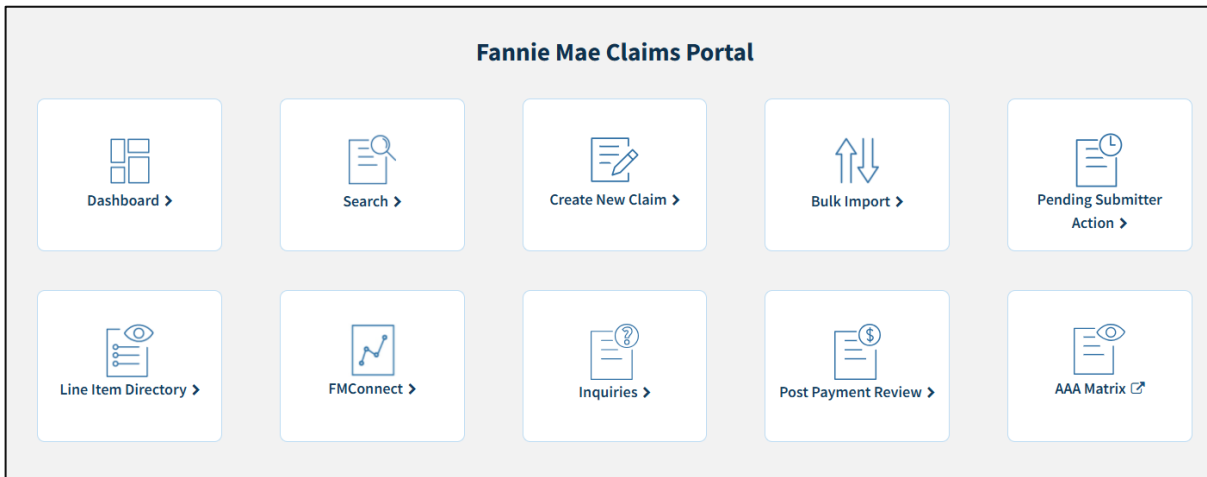 Fannie Mae Claims Portal
Dashboard
Search
Create New Claim
Bulk Import
Pending Submitter
Action
Line Item Directory
FMConnect
Inquiries
Post Payment Review
AAA Matrix